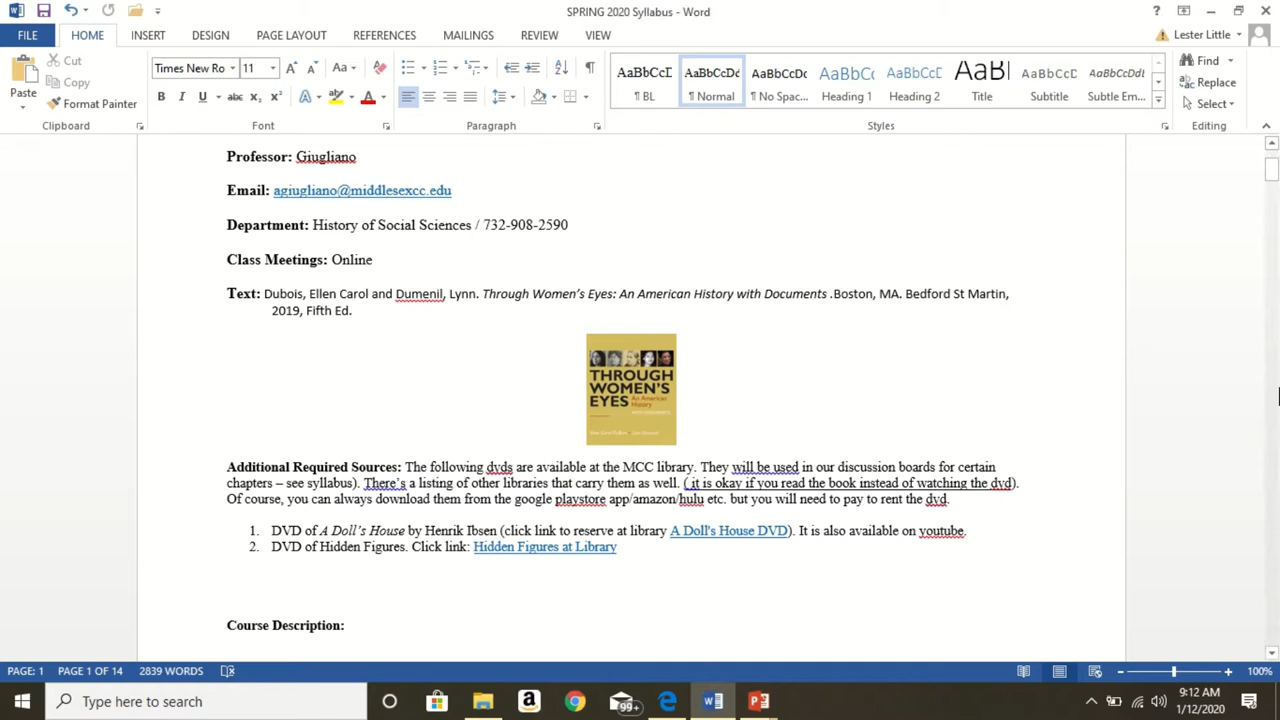 SPRING 2020 Syllabus - Word
FILE HOME INSERT DESIGN PAGE LAYOUT REFERENCES MAILINGS REVIEW VIEW Lester Little
Cut
Copy
Paste
Format Painter
Clipboard
Times New Ro 11
Font
Paragraph
AaBbCcD AaBbCcDd AaBbCcDc AaBbCcD AaBbCcD AaBl AaBbCcD AaBbCcDd
¶ BL ¶ Normal ¶ No Spac... Heading 1 Heading 2 Title Subtitle Subtle Em...
Styles
Find
Replace
Select
Editing
Professor: Giugliano
Email: agiugliano@middlesexcc.edu
Department: History of Social Sciences / 732-908-2590
Class Meetings: Online
Text: Dubois, Ellen Carol and Dumenil, Lynn. Through Women's Eyes: An American History with Documents .Boston, MA. Bedford St Martin,
2019, Fifth Ed.
THROUGH
WOMEN'S
EYES An American
History
Additional Required Sources: The following dvds are available at the MCC library. They will be used in our discussion boards for certain
chapters – see syllabus). There's a listing of other libraries that carry them as well. ( it is okay if you read the book instead of watching the dvd).
Of course, you can always download them from the google playstore app/amazon/hulu etc. but you will need to pay to rent the dvd.
1. DVD of A Doll's House by Henrik Ibsen (click link to reserve at library A Doll's House DVD). It is also available on youtube.
2. DVD of Hidden Figures. Click link: Hidden Figures at Library
Course Description:
PAGE: 1 PAGE 1 OF 14 2839 WORDS 100%
Type here to search
99+
9:12 AM
1/12/2020